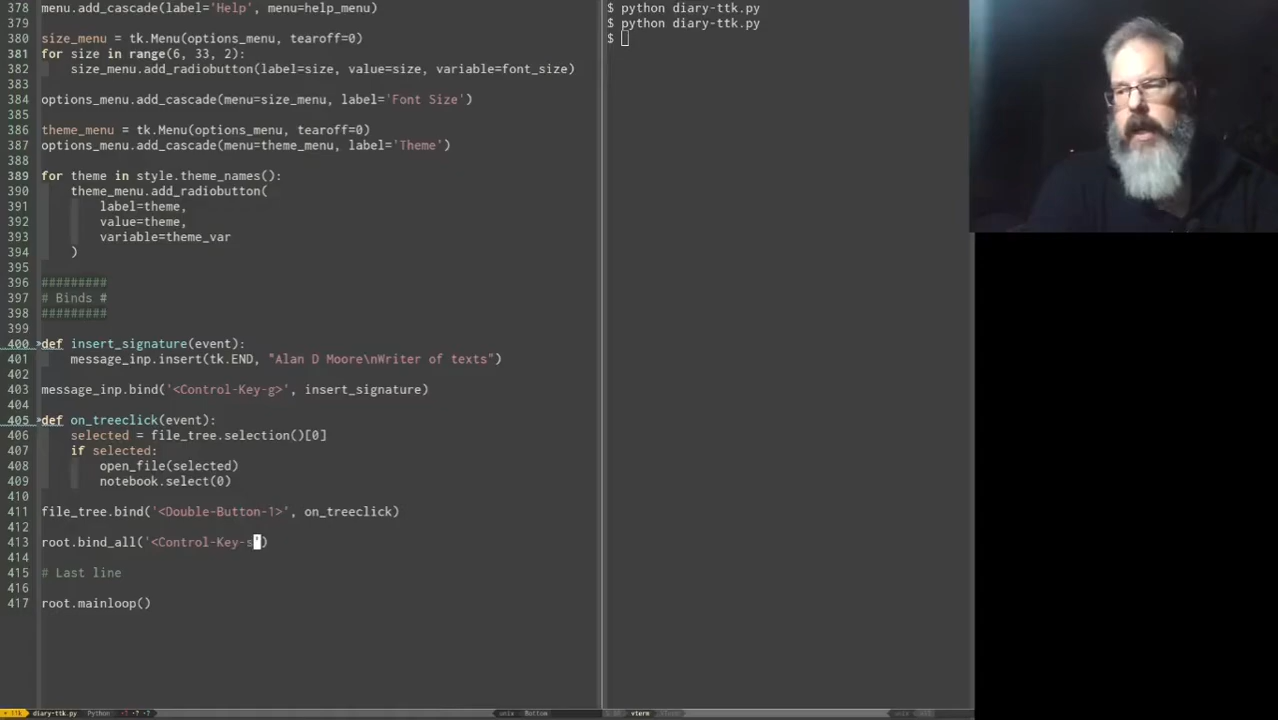 378 menu.add_cascade(label='Help', menu=help_menu)
379
380 size_menu = tk.Menu(options_menu, tearoff=0)
381 for size in range(6, 33, 2):
382     size_menu.add_radiobutton(label=size, value=size, variable=font_size)
383
384 options_menu.add_cascade(menu=size_menu, label='Font Size')
385
386 theme_menu = tk.Menu(options_menu, tearoff=0)
387 options_menu.add_cascade(menu=theme_menu, label='Theme')
388
389 for theme in style.theme_names():
390     theme_menu.add_radiobutton(
391         label=theme,
392         value=theme,
393         variable=theme_var
394     )
395
396 #########
397 # Binds #
398 #########
399
400 def insert_signature(event):
401     message_inp.insert(tk.END, "Alan D Moore\nWriter of texts")
402
403 message_inp.bind('<Control-Key-g>', insert_signature)
404
405 def on_treeclick(event):
406     selected = file_tree.selection()[0]
407     if selected:
408         open_file(selected)
409         notebook.select(0)
410
411 file_tree.bind('<Double-Button-1>', on_treeclick)
412
413 root.bind_all('<Control-Key-s')
414
415 # Last line
416
417 root.mainloop()
diary-ttk.py Python unix Bottom
$ python diary-ttk.py
$ python diary-ttk.py
$
vterm